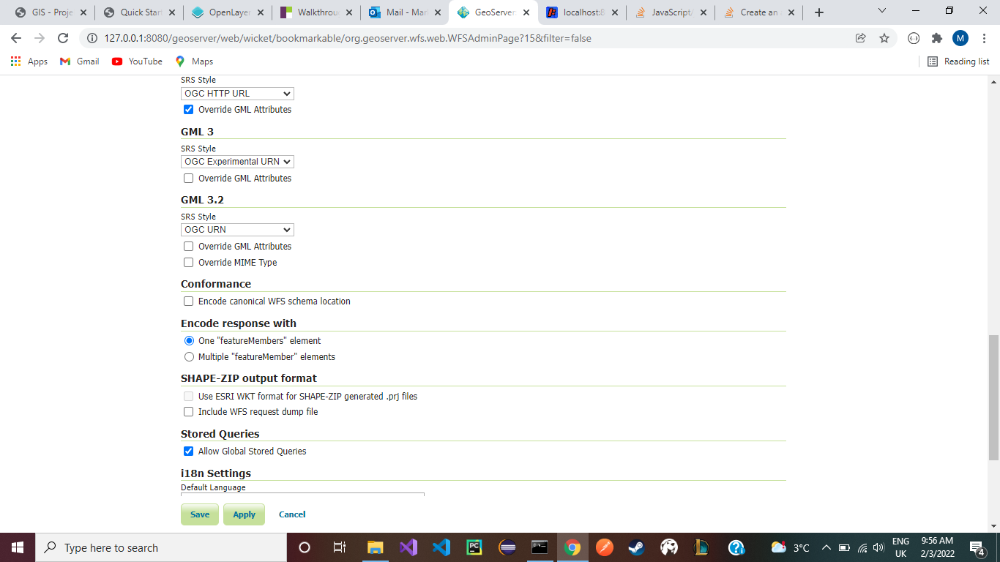 GIS - Proje
Quick Start
OpenLayer
Walkthrou
Mail - Mar
GeoServer
localhost:8
JavaScript/
Create an
127.0.0.1:8080/geoserver/web/wicket/bookmarkable/org.geoserver.wfs.web.WFSAdminPage?15&filter=false
M
Apps
Gmail
YouTube
Maps
Reading list
SRS Style
OGC HTTP URL
Override GML Attributes
GML 3
SRS Style
OGC Experimental URN
Override GML Attributes
GML 3.2
SRS Style
OGC URN
Override GML Attributes
Override MIME Type
Conformance
Encode canonical WFS schema location
Encode response with
One "featureMembers" element
Multiple "featureMember" elements
SHAPE-ZIP output format
Use ESRI WKT format for SHAPE-ZIP generated .prj files
Include WFS request dump file
Stored Queries
Allow Global Stored Queries
i18n Settings
Default Language
Save
Apply
Cancel
Type here to search
PC
3°C
ENG
UK
9:56 AM
2/3/2022
4